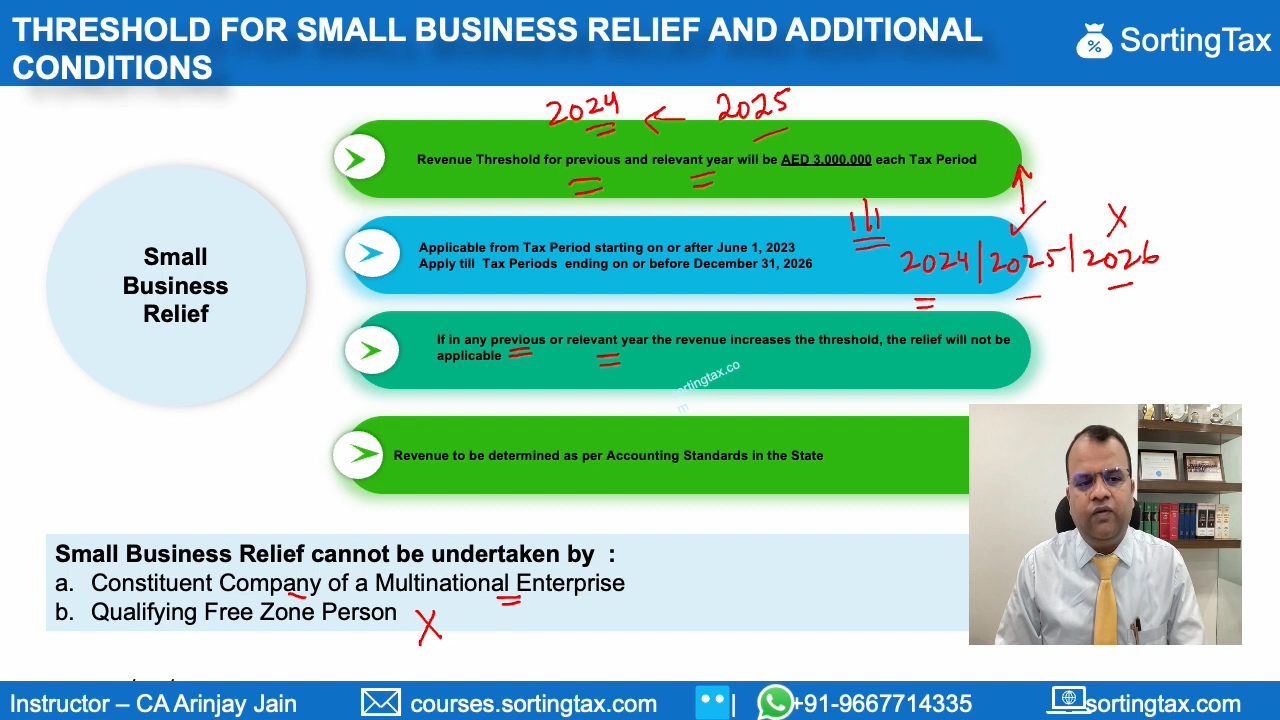 THRESHOLD FOR SMALL BUSINESS RELIEF AND ADDITIONAL
CONDITIONS
SortingTax
2024 ← 2025
Revenue Threshold for previous and relevant year will be AED 3,000,000 each Tax Period
Small
Business
Relief
Applicable from Tax Period starting on or after June 1, 2023
Apply till Tax Periods ending on or before December 31, 2026
2024 | 2025 | 2026
X
If in any previous or relevant year the revenue increases the threshold, the relief will not be
applicable
ortingtax.co
m
Revenue to be determined as per Accounting Standards in the State
Small Business Relief cannot be undertaken by :
a. Constituent Company of a Multinational Enterprise
b. Qualifying Free Zone Person X
Instructor – CA Arinjay Jain
courses.sortingtax.com
+91-9667714335
sortingtax.com